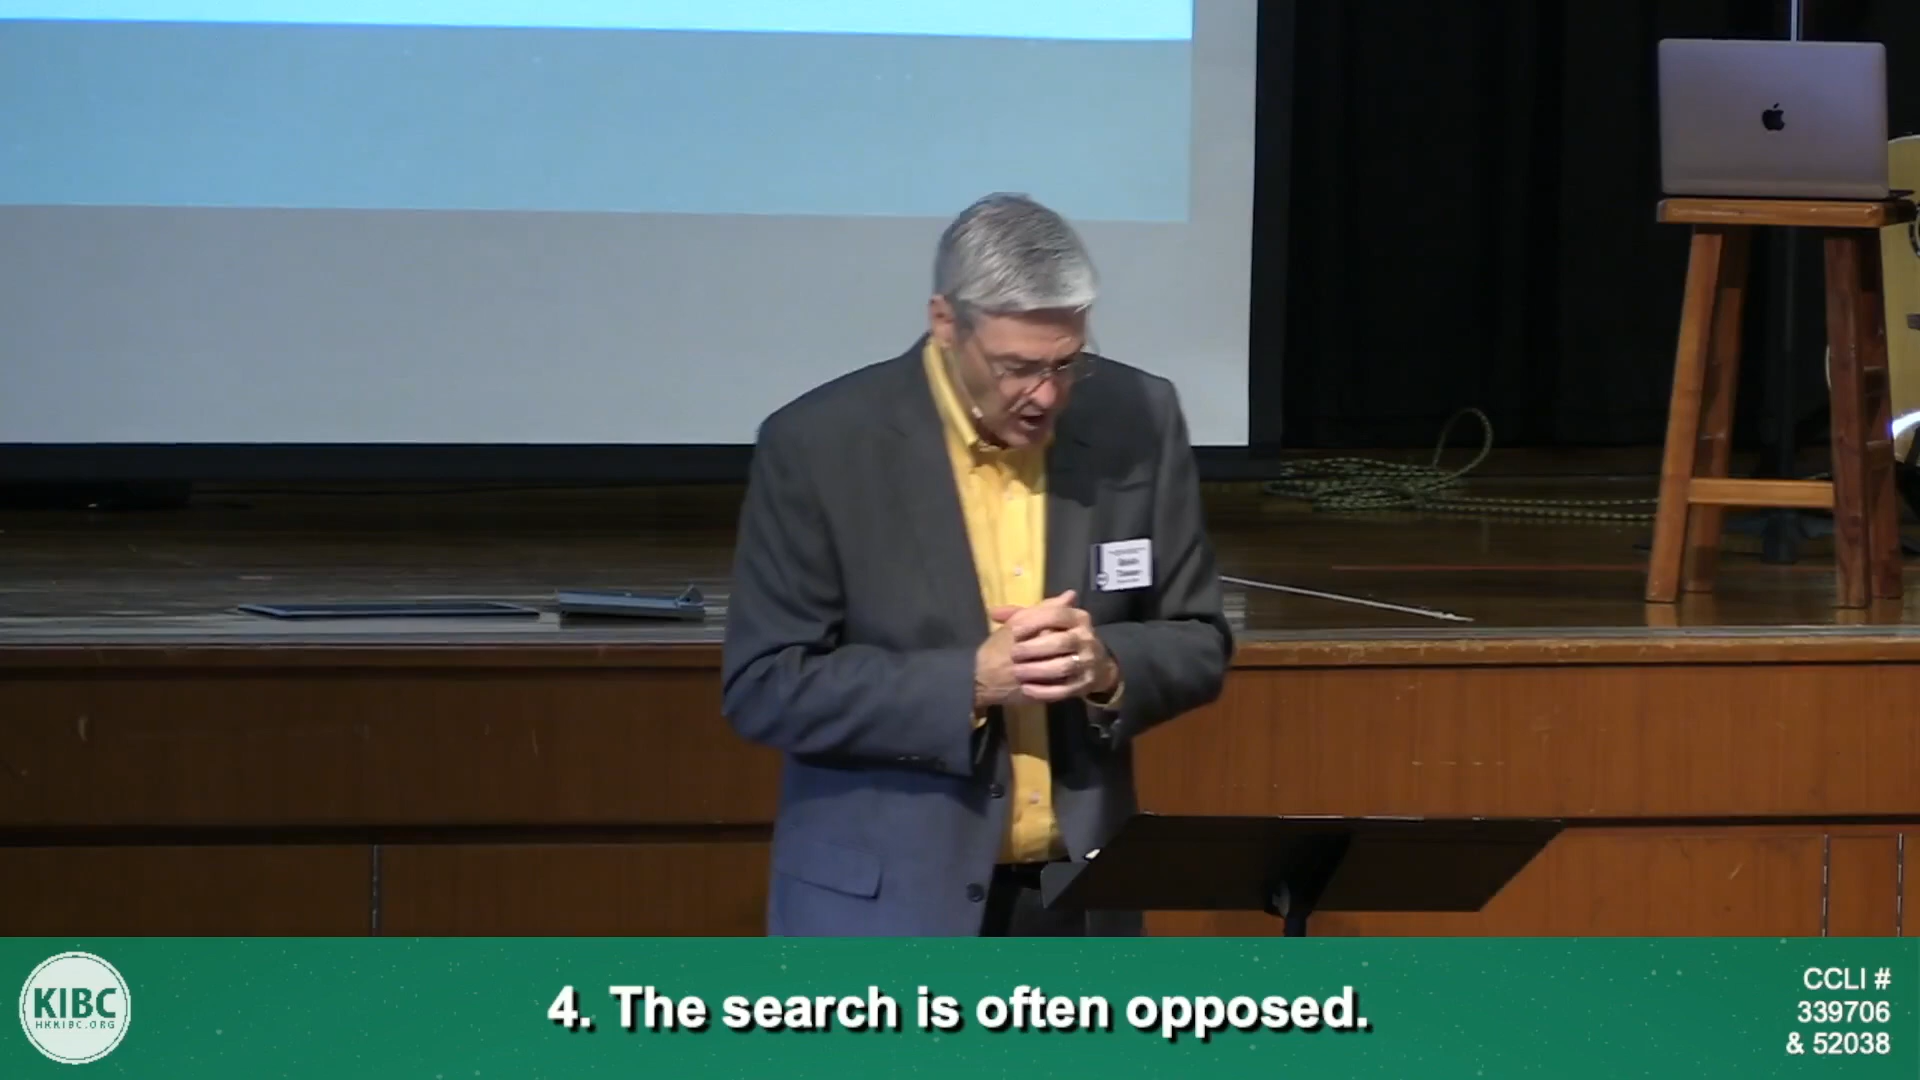 KIBC
HKKIBC.ORG
4. The search is often opposed.
CCLI #
339706
& 52038